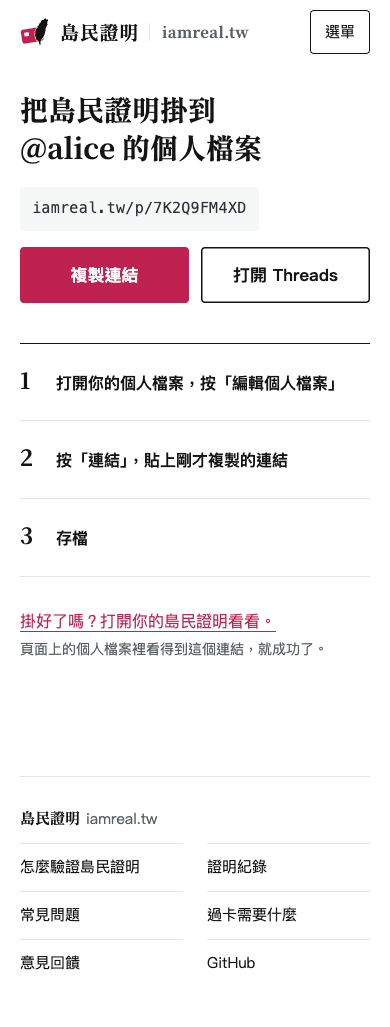 島民證明 iamreal.tw
選單
把島民證明掛到
@alice 的個人檔案
iamreal.tw/p/7K2Q9FM4XD
複製連結
打開 Threads
1 打開你的個人檔案，按「編輯個人檔案」
2 按「連結」，貼上剛才複製的連結
3 存檔
掛好了嗎？打開你的島民證明看看。
頁面上的個人檔案裡看得到這個連結，就成功了。
島民證明 iamreal.tw
怎麼驗證島民證明
證明紀錄
常見問題
過卡需要什麼
意見回饋
GitHub